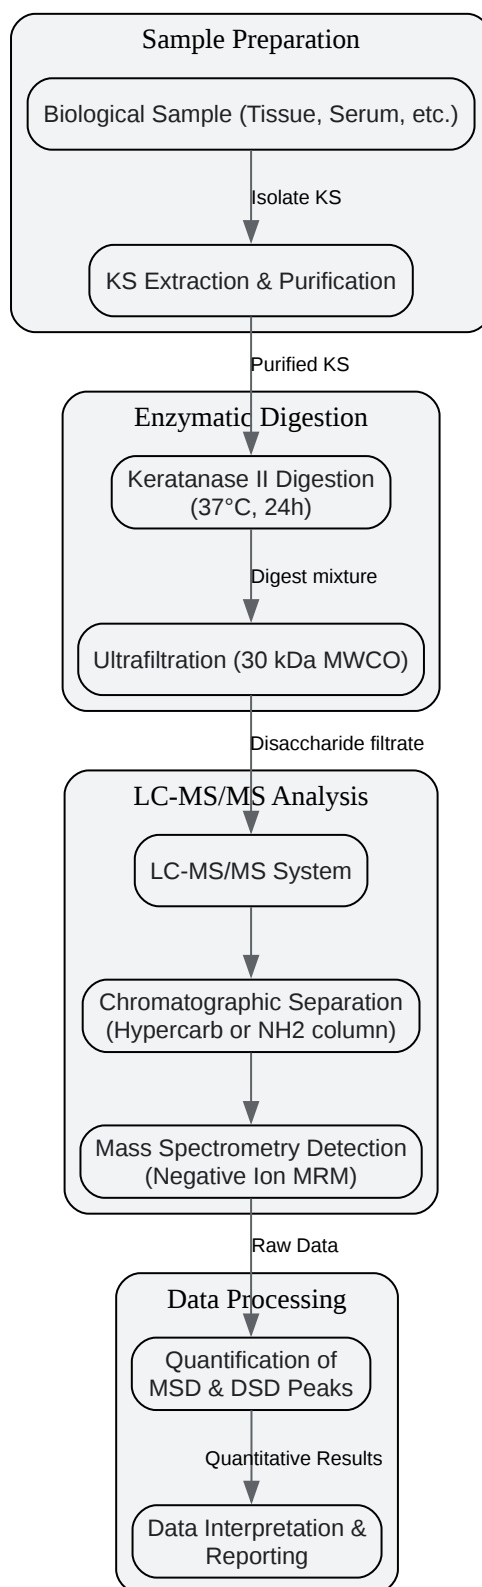 Sample Preparation
Biological Sample (Tissue, Serum, etc.)
Isolate KS
KS Extraction & Purification
Purified KS
Enzymatic Digestion
Keratanase II Digestion
(37°C, 24h)
Digest mixture
Ultrafiltration (30 kDa MWCO)
Disaccharide filtrate
LC-MS/MS Analysis
LC-MS/MS System
Chromatographic Separation
(Hypercarb or NH2 column)
Mass Spectrometry Detection
(Negative Ion MRM)
Raw Data
Data Processing
Quantification of
MSD & DSD Peaks
Quantitative Results
Data Interpretation &
Reporting